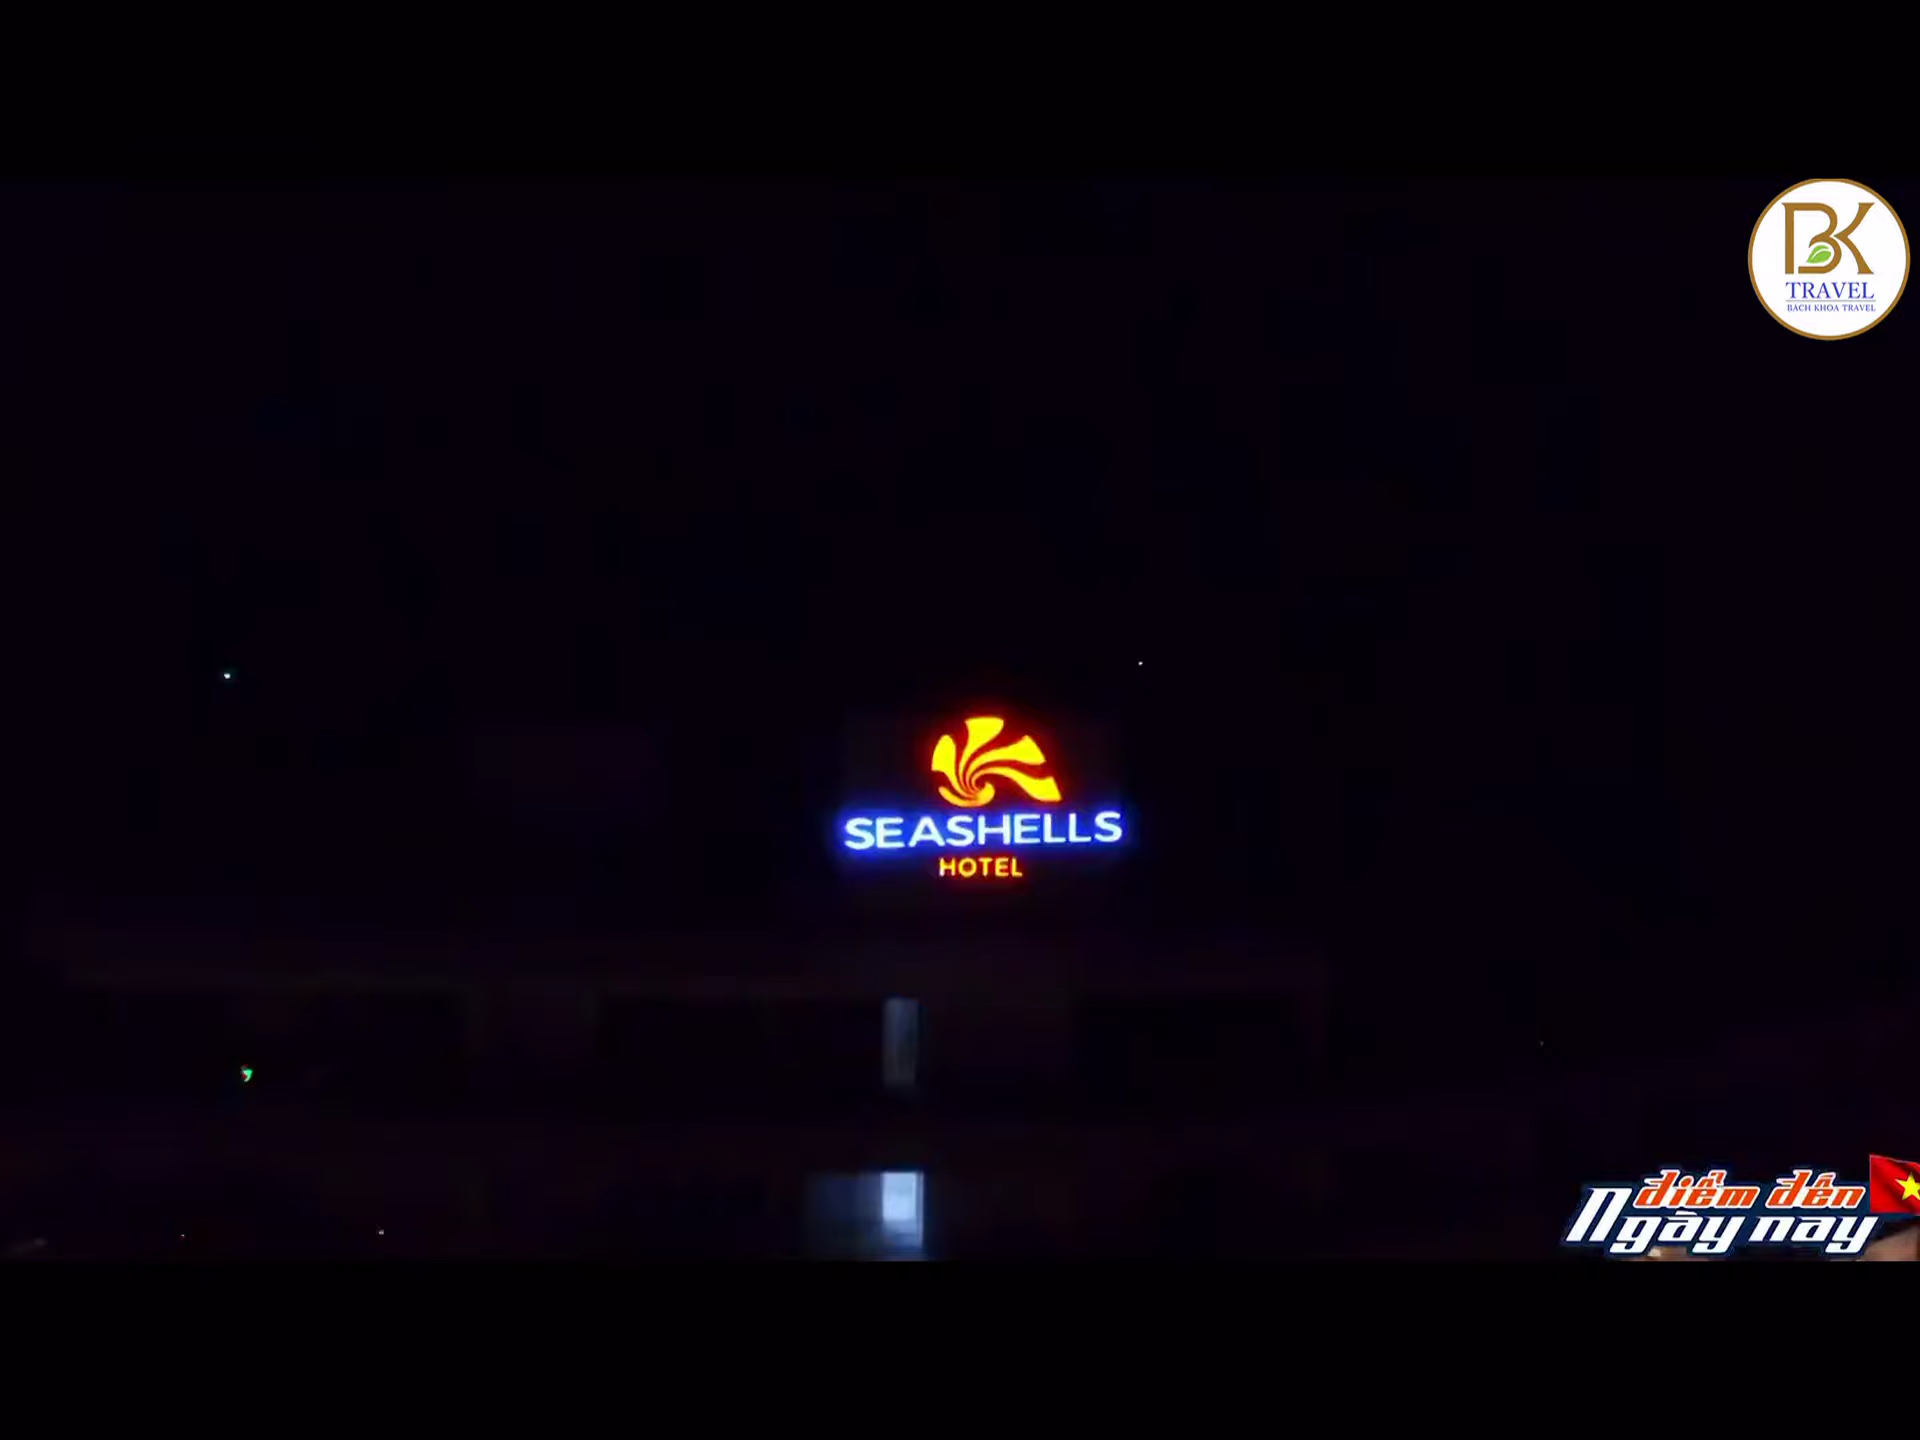 BK
TRAVEL
BACH KHOA TRAVEL
SEASHELLS
HOTEL
điểm đến
Ngày nay